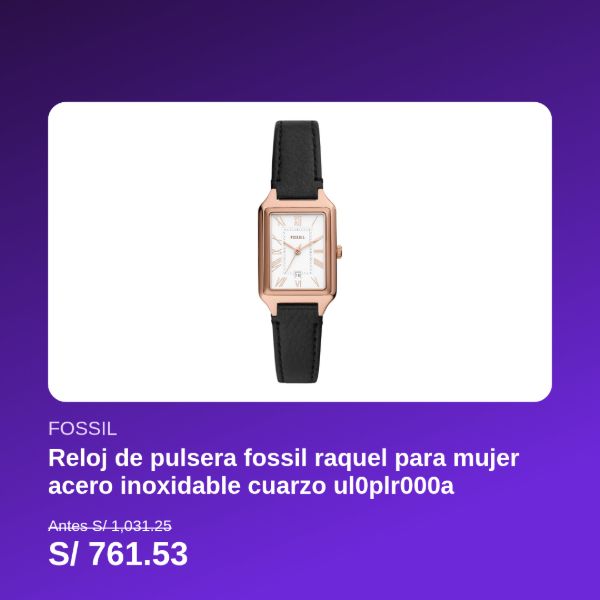 FOSSIL
FOSSIL
Reloj de pulsera fossil raquel para mujer
acero inoxidable cuarzo ul0plr000a
Antes S/ 1,031.25
S/ 761.53